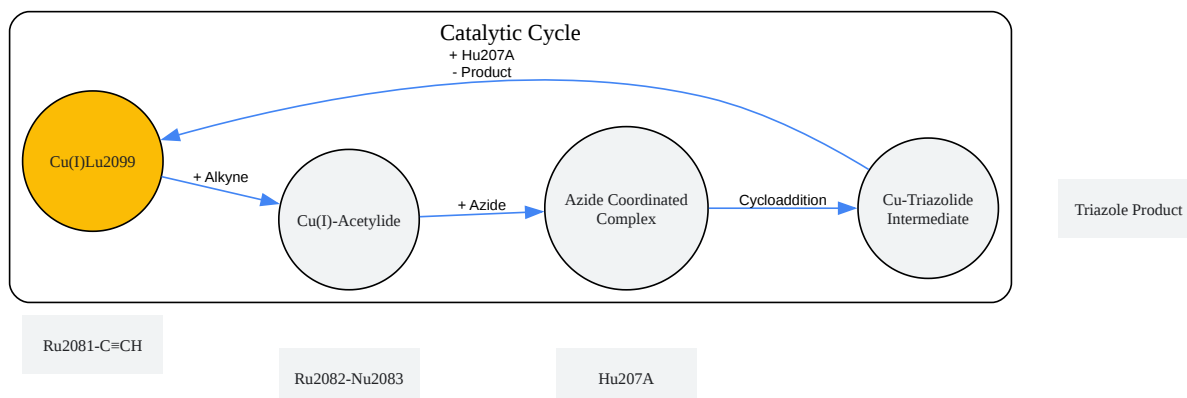 Catalytic Cycle
+ Hu207A
- Product
Cu(I)Lu2099
+ Alkyne
Cu(I)-Acetylide
+ Azide
Azide Coordinated
Complex
Cycloaddition
Cu-Triazolide
Intermediate
Triazole Product
Ru2081-C≡CH
Ru2082-Nu2083
Hu207A